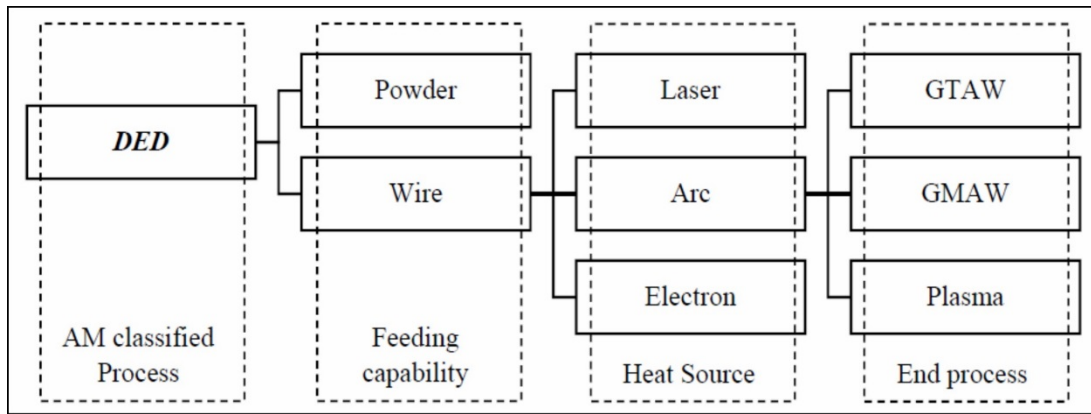 DED
Powder
Wire
Laser
Arc
Electron
GTAW
GMAW
Plasma
AM classified
Process
Feeding
capability
Heat Source
End process